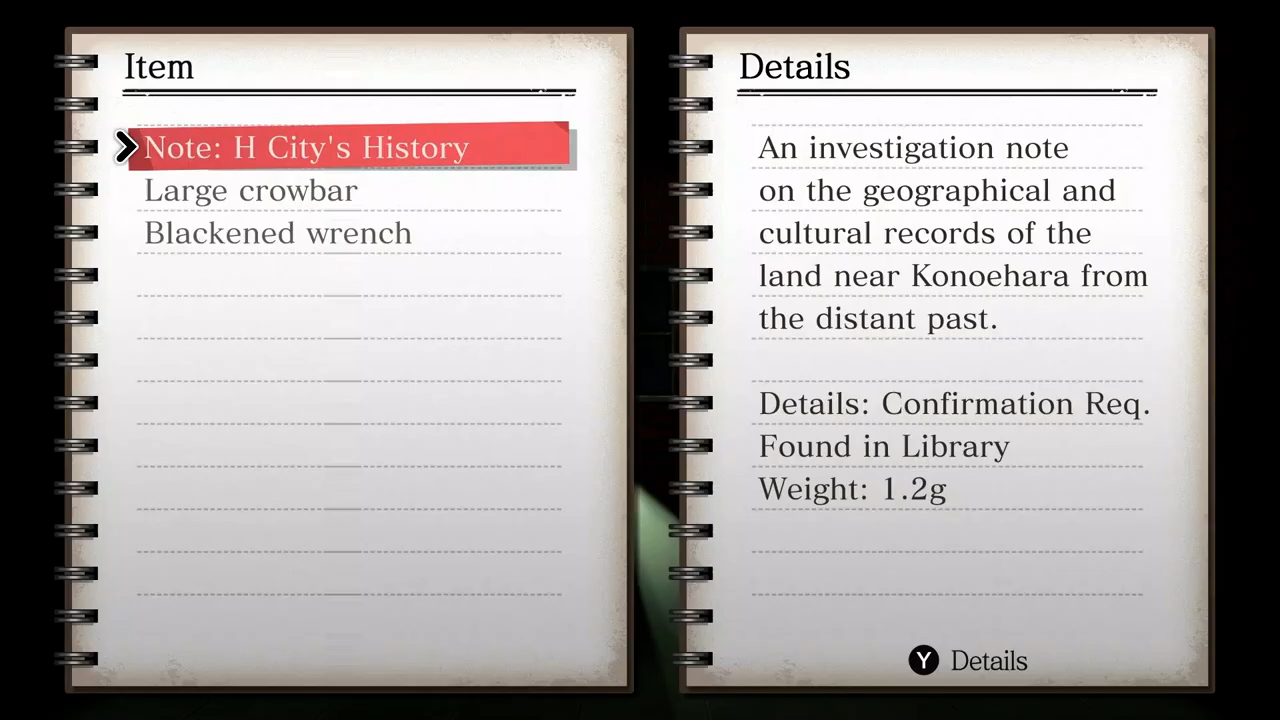 Item
Note: H City's History
Large crowbar
Blackened wrench
Details
An investigation note
on the geographical and
cultural records of the
land near Konoehara from
the distant past.
Details: Confirmation Req.
Found in Library
Weight: 1.2g
Y Details